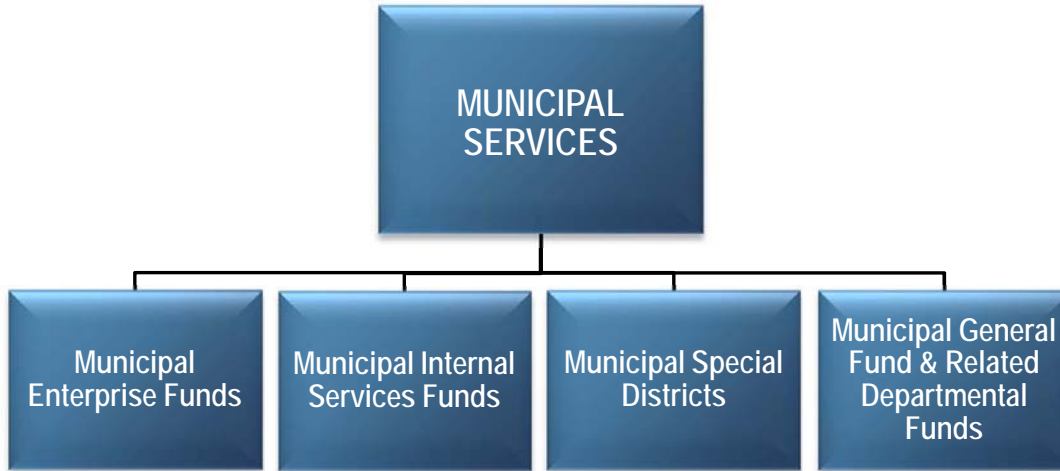 MUNICIPAL
SERVICES
Municipal
Enterprise Funds
Municipal Internal
Services Funds
Municipal Special
Districts
Municipal General
Fund & Related
Departmental
Funds